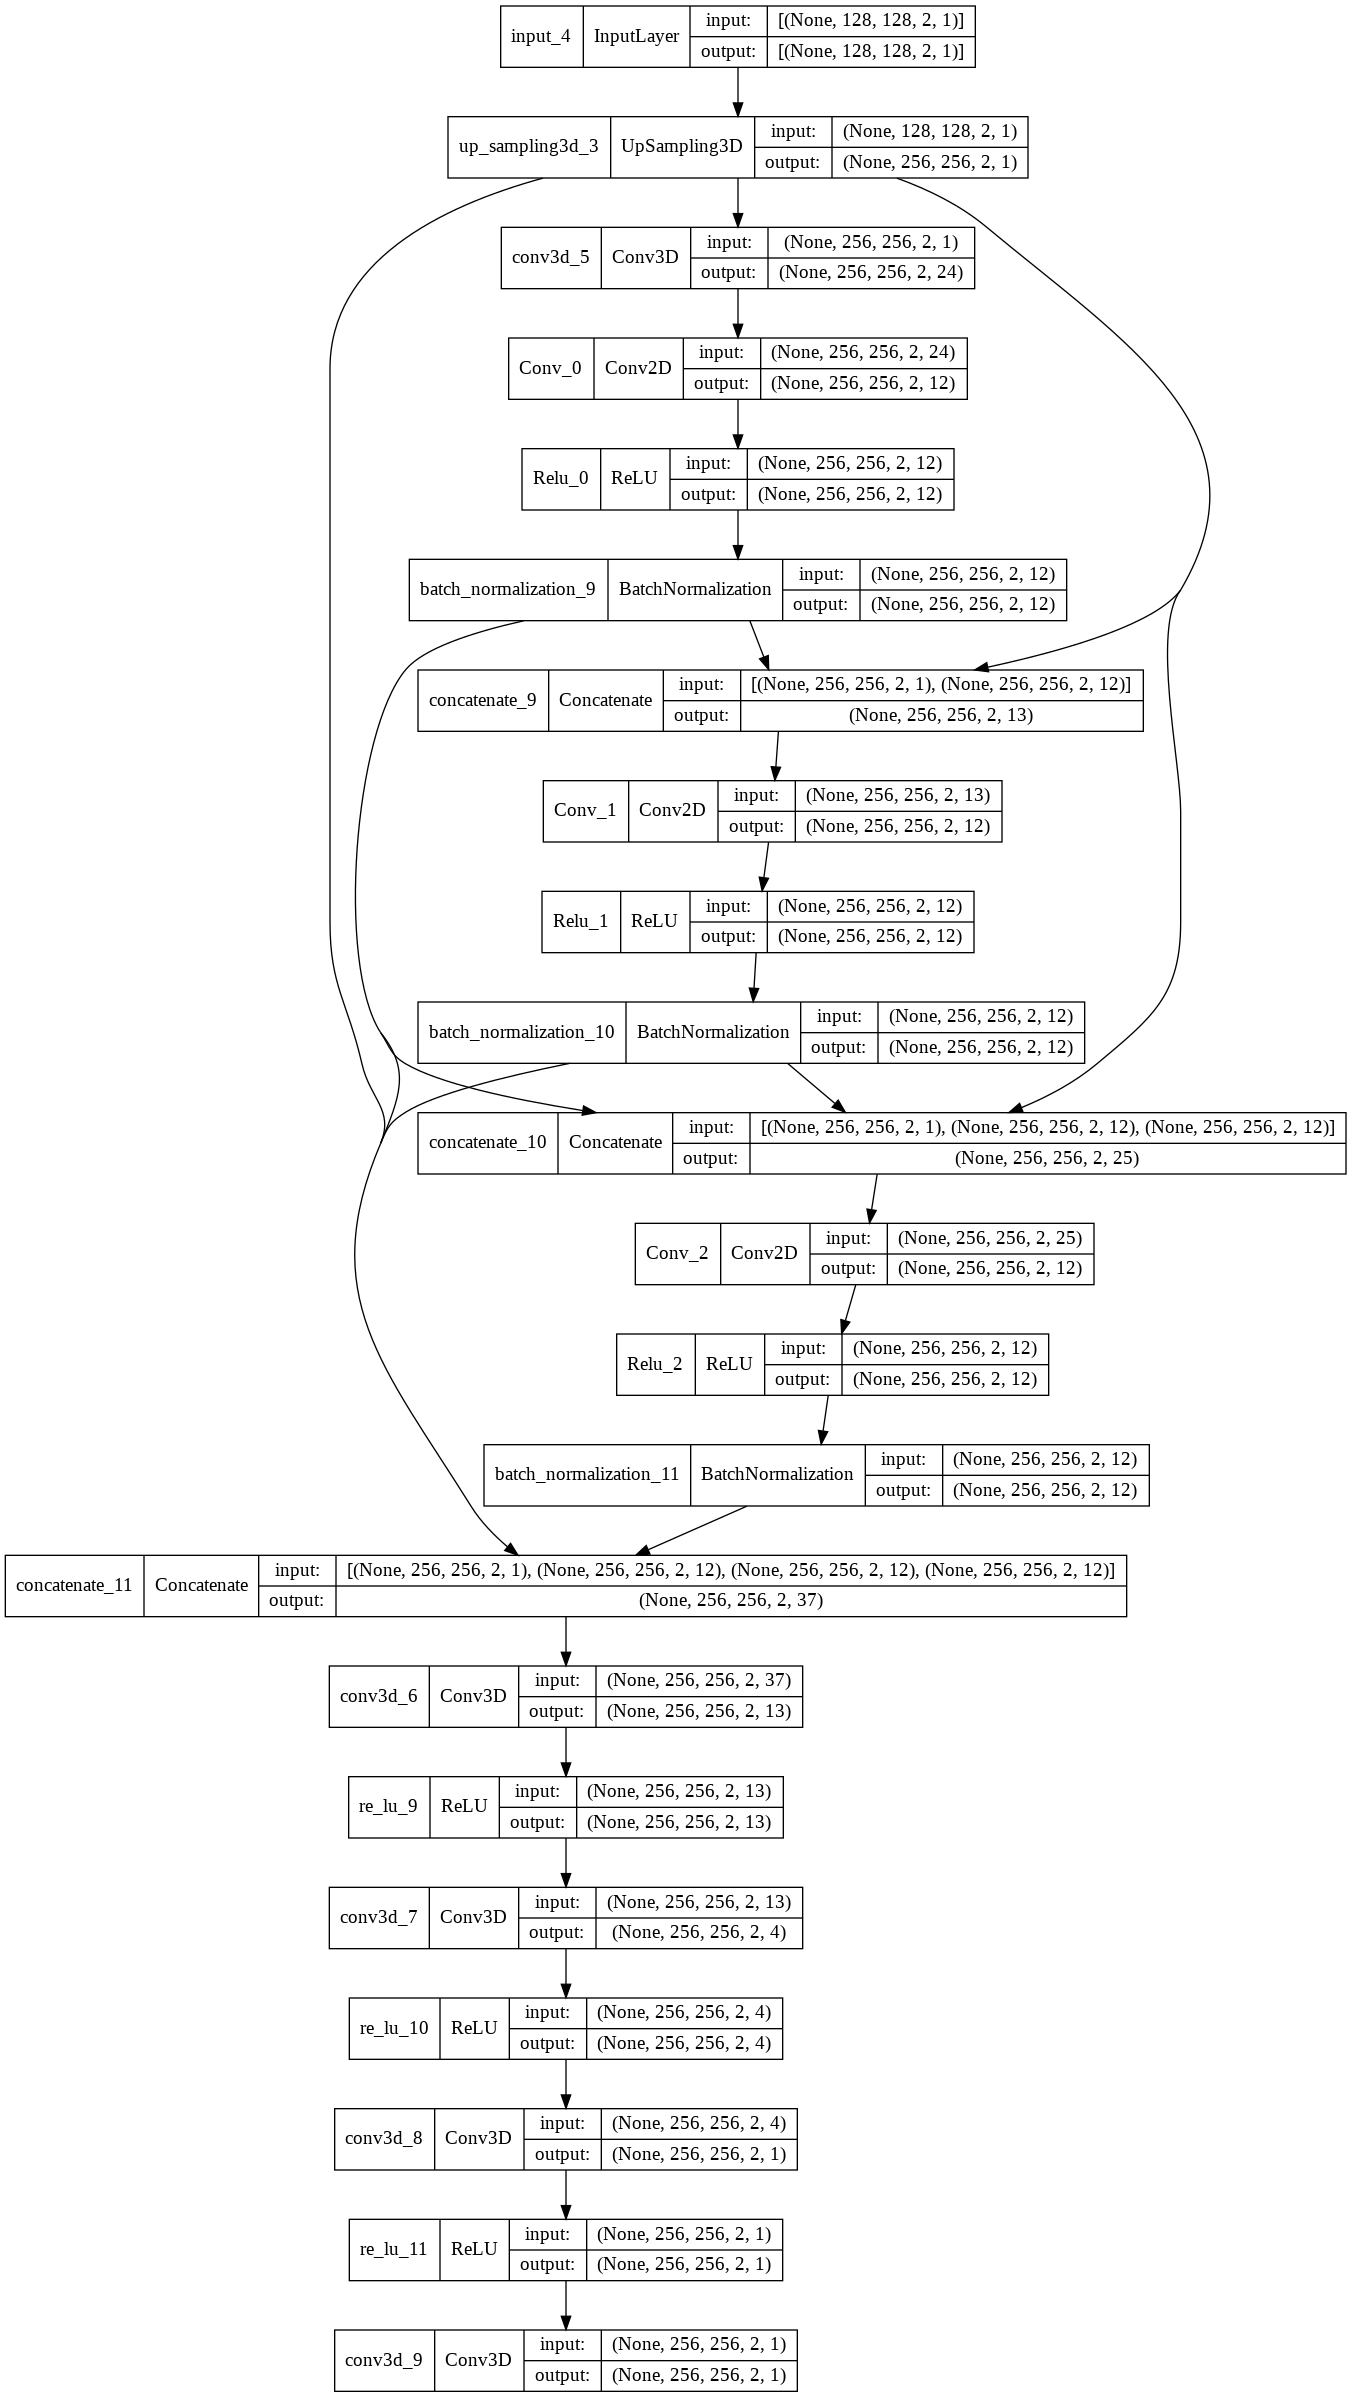 input_4 InputLayer input: [(None, 128, 128, 2, 1)]
output: [(None, 128, 128, 2, 1)]
up_sampling3d_3 UpSampling3D input: (None, 128, 128, 2, 1)
output: (None, 256, 256, 2, 1)
conv3d_5 Conv3D input: (None, 256, 256, 2, 1)
output: (None, 256, 256, 2, 24)
Conv_0 Conv2D input: (None, 256, 256, 2, 24)
output: (None, 256, 256, 2, 12)
Relu_0 ReLU input: (None, 256, 256, 2, 12)
output: (None, 256, 256, 2, 12)
batch_normalization_9 BatchNormalization input: (None, 256, 256, 2, 12)
output: (None, 256, 256, 2, 12)
concatenate_9 Concatenate input: [(None, 256, 256, 2, 1), (None, 256, 256, 2, 12)]
output: (None, 256, 256, 2, 13)
Conv_1 Conv2D input: (None, 256, 256, 2, 13)
output: (None, 256, 256, 2, 12)
Relu_1 ReLU input: (None, 256, 256, 2, 12)
output: (None, 256, 256, 2, 12)
batch_normalization_10 BatchNormalization input: (None, 256, 256, 2, 12)
output: (None, 256, 256, 2, 12)
concatenate_10 Concatenate input: [(None, 256, 256, 2, 1), (None, 256, 256, 2, 12), (None, 256, 256, 2, 12)]
output: (None, 256, 256, 2, 25)
Conv_2 Conv2D input: (None, 256, 256, 2, 25)
output: (None, 256, 256, 2, 12)
Relu_2 ReLU input: (None, 256, 256, 2, 12)
output: (None, 256, 256, 2, 12)
batch_normalization_11 BatchNormalization input: (None, 256, 256, 2, 12)
output: (None, 256, 256, 2, 12)
concatenate_11 Concatenate input: [(None, 256, 256, 2, 1), (None, 256, 256, 2, 12), (None, 256, 256, 2, 12), (None, 256, 256, 2, 12)]
output: (None, 256, 256, 2, 37)
conv3d_6 Conv3D input: (None, 256, 256, 2, 37)
output: (None, 256, 256, 2, 13)
re_lu_9 ReLU input: (None, 256, 256, 2, 13)
output: (None, 256, 256, 2, 13)
conv3d_7 Conv3D input: (None, 256, 256, 2, 13)
output: (None, 256, 256, 2, 4)
re_lu_10 ReLU input: (None, 256, 256, 2, 4)
output: (None, 256, 256, 2, 4)
conv3d_8 Conv3D input: (None, 256, 256, 2, 4)
output: (None, 256, 256, 2, 1)
re_lu_11 ReLU input: (None, 256, 256, 2, 1)
output: (None, 256, 256, 2, 1)
conv3d_9 Conv3D input: (None, 256, 256, 2, 1)
output: (None, 256, 256, 2, 1)